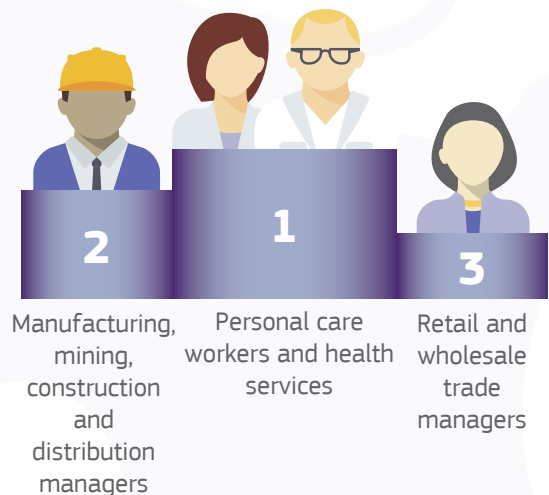 2
Manufacturing,
mining,
construction
and
distribution
managers
1
Personal care
workers and health
services
3
Retail and
wholesale
trade
managers